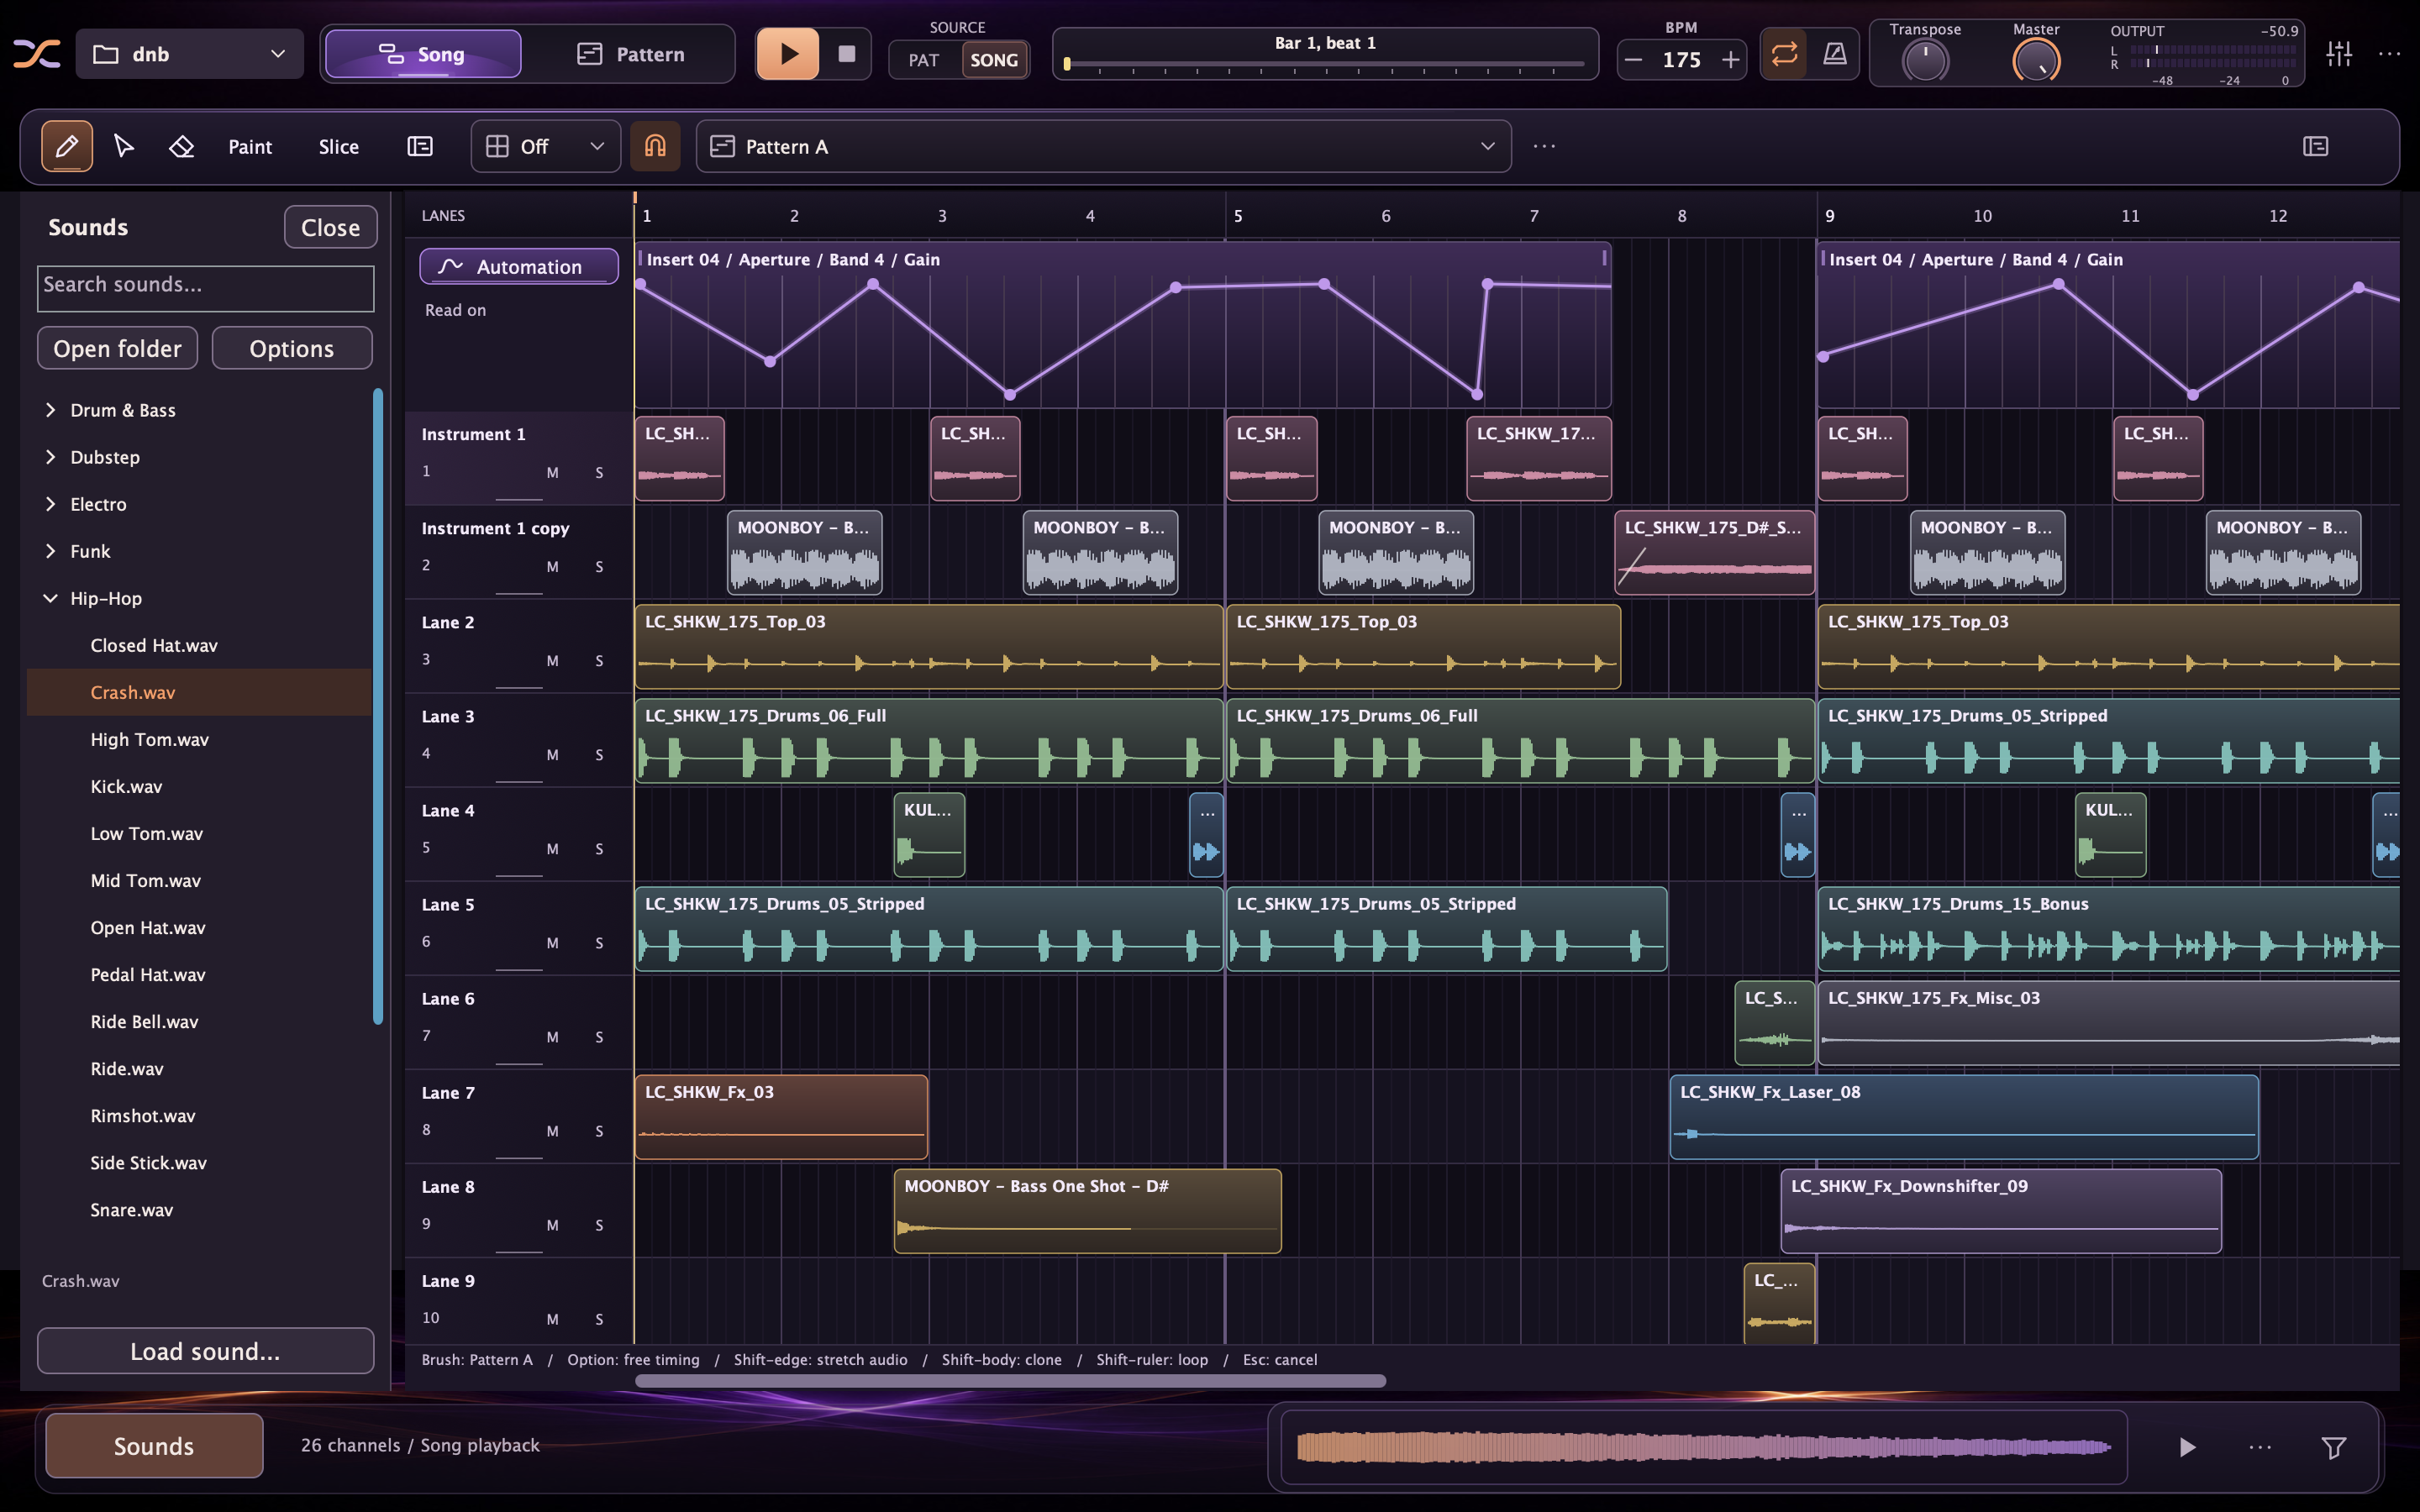 dnb
Song
Pattern
SOURCE
PAT SONG
Bar 1, beat 1
BPM
175
Transpose
Master
OUTPUT -50.9
L
R
-48 -24 0
Paint
Slice
Off
Pattern A
...
Sounds
Close
Search sounds...
Open folder
Options
Drum & Bass
Dubstep
Electro
Funk
Hip-Hop
Closed Hat.wav
Crash.wav
High Tom.wav
Kick.wav
Low Tom.wav
Mid Tom.wav
Open Hat.wav
Pedal Hat.wav
Ride Bell.wav
Ride.wav
Rimshot.wav
Side Stick.wav
Snare.wav
Crash.wav
Load sound...
LANES
1 2 3 4 5 6 7 8 9 10 11 12
Automation
Read on
Insert 04 / Aperture / Band 4 / Gain
Insert 04 / Aperture / Band 4 / Gain
Instrument 1
1 M S
LC_SH... LC_SH... LC_SH... LC_SHKW_17... LC_SH... LC_SH...
Instrument 1 copy
2 M S
MOONBOY - B... MOONBOY - B... MOONBOY - B... LC_SHKW_175_D#_S... MOONBOY - B... MOONBOY - B...
Lane 2
3 M S
LC_SHKW_175_Top_03 LC_SHKW_175_Top_03 LC_SHKW_175_Top_03
Lane 3
4 M S
LC_SHKW_175_Drums_06_Full LC_SHKW_175_Drums_06_Full LC_SHKW_175_Drums_05_Stripped
Lane 4
5 M S
KUL... ... ... KUL... ...
Lane 5
6 M S
LC_SHKW_175_Drums_05_Stripped LC_SHKW_175_Drums_05_Stripped LC_SHKW_175_Drums_15_Bonus
Lane 6
7 M S
LC_S... LC_SHKW_175_Fx_Misc_03
Lane 7
8 M S
LC_SHKW_Fx_03 LC_SHKW_Fx_Laser_08
Lane 8
9 M S
MOONBOY - Bass One Shot - D# LC_SHKW_Fx_Downshifter_09
Lane 9
10 M S
LC_...
Brush: Pattern A / Option: free timing / Shift-edge: stretch audio / Shift-body: clone / Shift-ruler: loop / Esc: cancel
Sounds
26 channels / Song playback